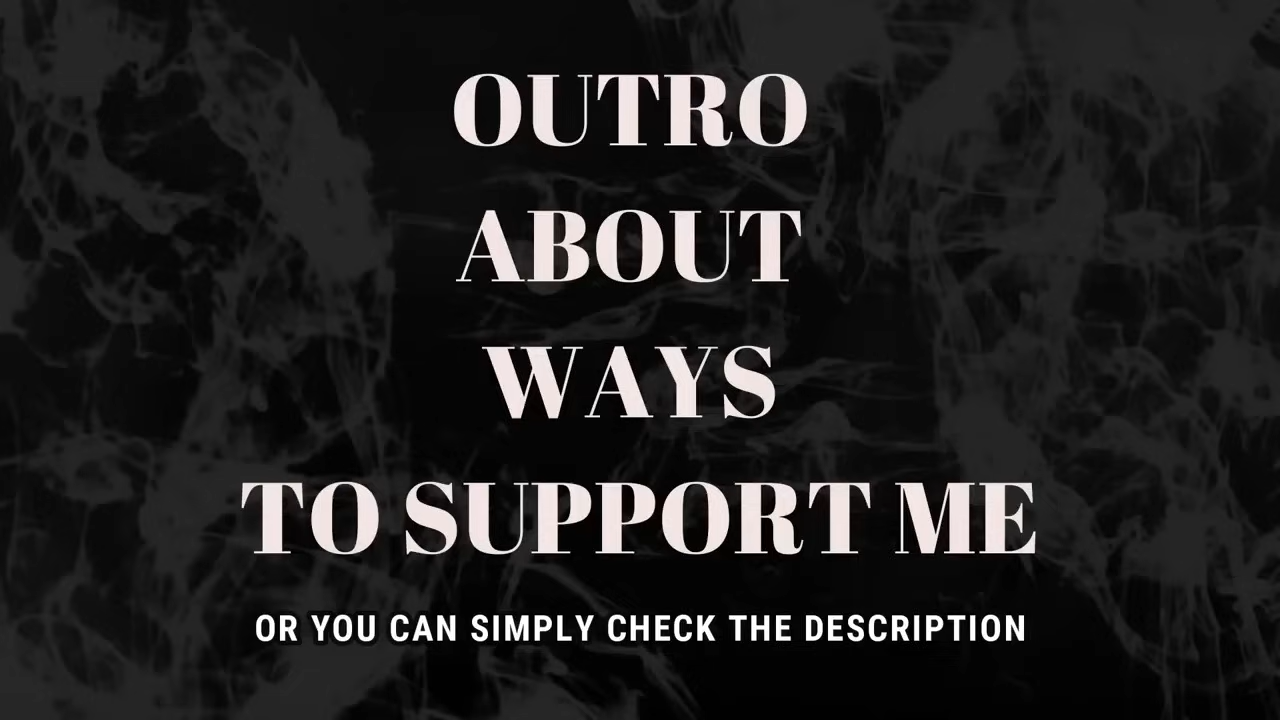 OUTRO
ABOUT
WAYS
TO SUPPORT ME
OR YOU CAN SIMPLY CHECK THE DESCRIPTION